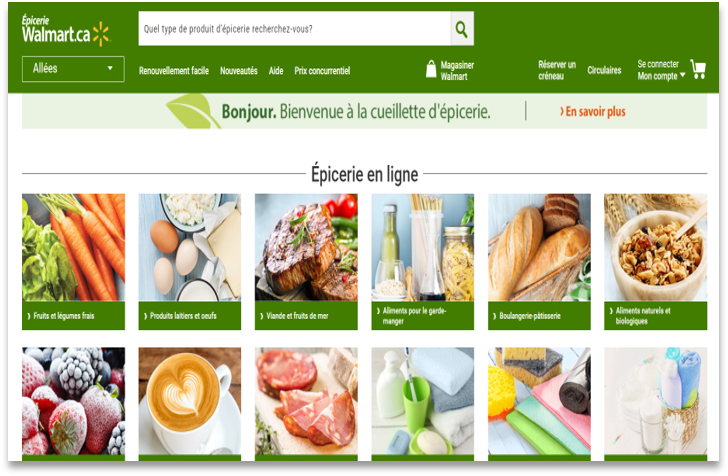 Épicerie
Walmart.ca
Quel type de produit d'épicerie recherchez-vous?
Allées
Renouvellement facile Nouveautés Aide Prix concurrentiel
Magasiner
Walmart
Réserver un
créneau
Circulaires
Se connecter
Mon compte
Bonjour. Bienvenue à la cueillette d'épicerie.
› En savoir plus
Épicerie en ligne
› Fruits et légumes frais
› Produits laitiers et oeufs
› Viande et fruits de mer
› Aliments pour le garde-
manger
› Boulangerie-pâtisserie
› Aliments naturels et
biologiques